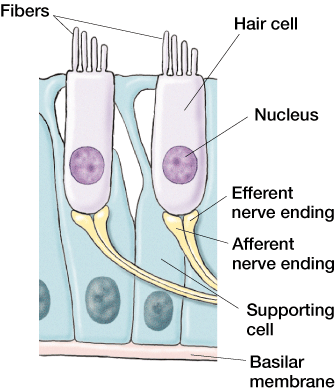 Fibers
Hair cell
Nucleus
Efferent
nerve ending
Afferent
nerve ending
Supporting
cell
Basilar
membrane